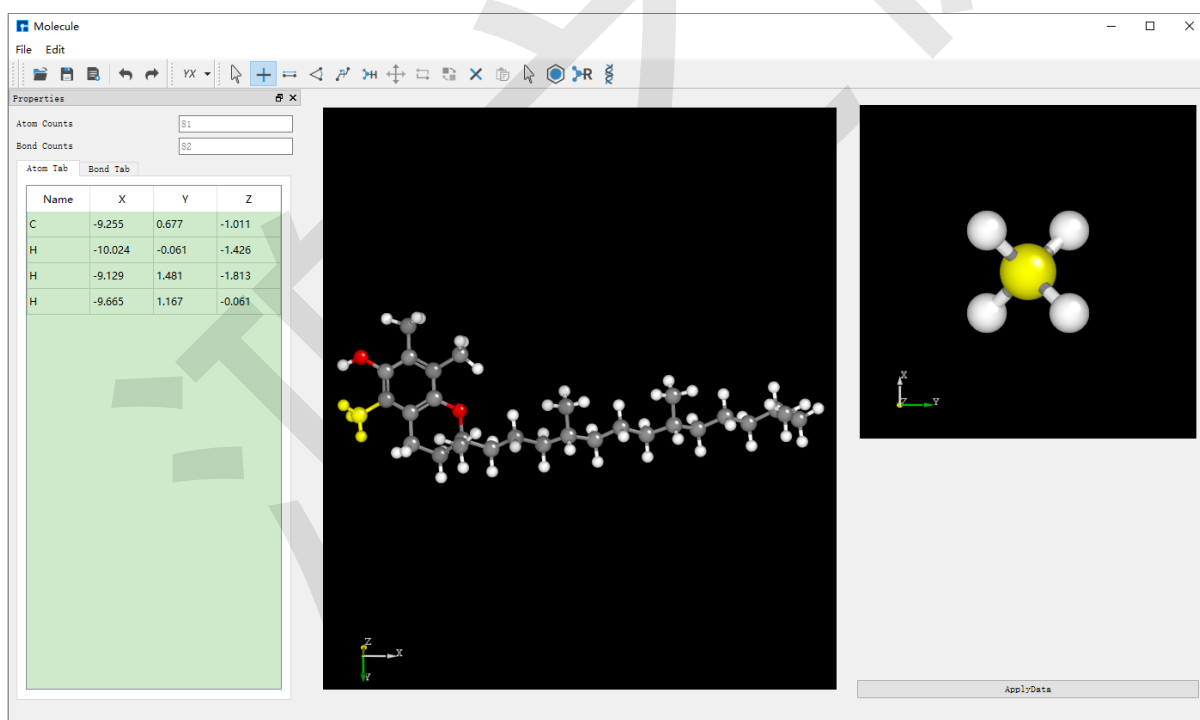 Molecule
File Edit
YX
H
R
Properties
Atom Counts 81
Bond Counts 82
Atom Tab Bond Tab
Name X Y Z
C -9.255 0.677 -1.011
H -10.024 -0.061 -1.426
H -9.129 1.481 -1.813
H -9.665 1.167 -0.061
X
Z Y
Z
X
Y
ApplyData